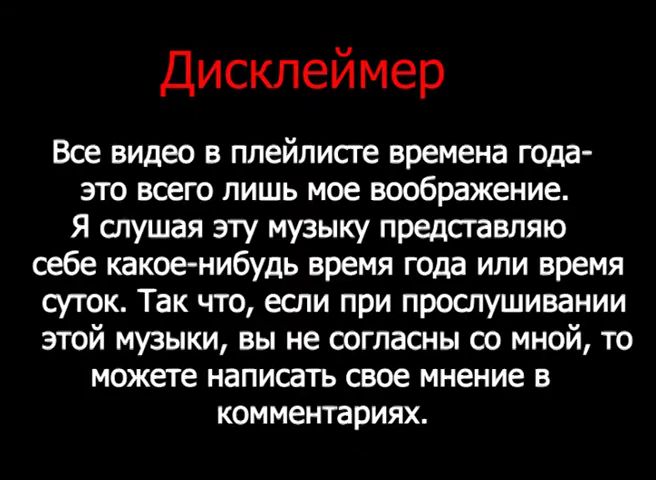 Дисклеймер
Все видео в плейлисте времена года-
это всего лишь мое воображение.
Я слушая эту музыку представляю
себе какое-нибудь время года или время
суток. Так что, если при прослушивании
этой музыки, вы не согласны со мной, то
можете написать свое мнение в
комментариях.